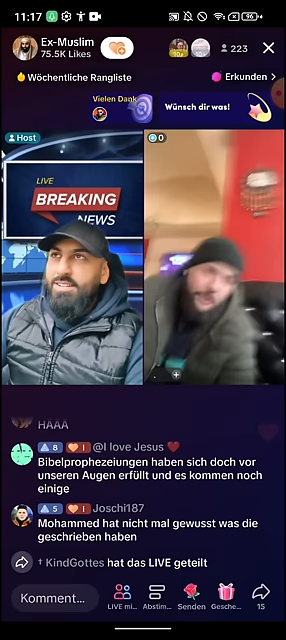 11:17
96
Ex-Muslim
75.5K Likes
223
Wöchentliche Rangliste
Erkunden
Vielen Dank
Wünsch dir was!
Host
0
LIVE
BREAKING
NEWS
HAAA
8 1 @I love Jesus
Bibelprophezeiungen haben sich doch vor
unseren Augen erfüllt und es kommen noch
einige
5 1 Joschi187
Mohammed hat nicht mal gewusst was die
geschrieben haben
† KindGottes hat das LIVE geteilt
Komment...
LIVE mi... Abstim... Senden Gesche... 15